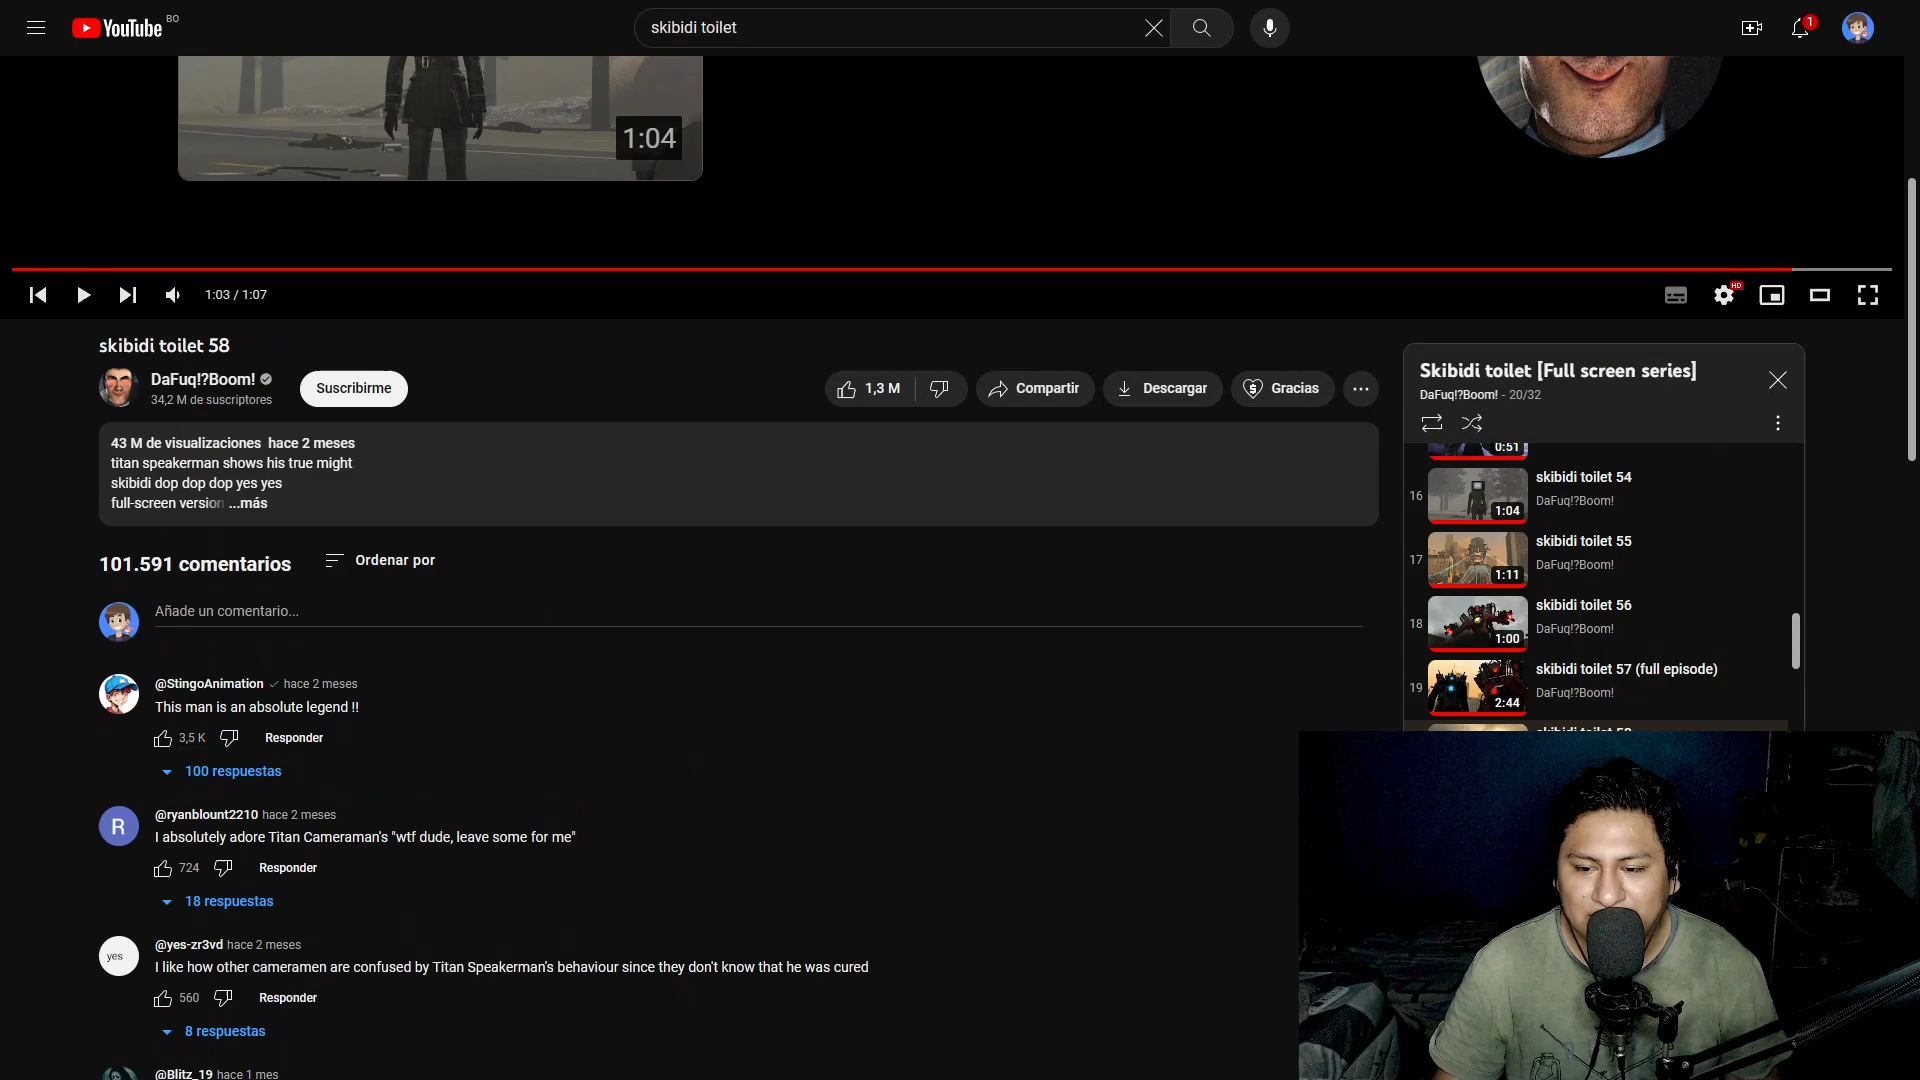 YouTube BO
skibidi toilet
1
1:04
1:03 / 1:07
HD
skibidi toilet 58
DaFuq!?Boom!
34,2 M de suscriptores
Suscribirme
1,3 M
Compartir
Descargar
Gracias
43 M de visualizaciones hace 2 meses
titan speakerman shows his true might
skibidi dop dop dop yes yes
full-screen version ...más
101.591 comentarios
Ordenar por
Añade un comentario...
@StingoAnimation hace 2 meses
This man is an absolute legend !!
3,5 K
Responder
100 respuestas
R
@ryanblount2210 hace 2 meses
I absolutely adore Titan Cameraman's "wtf dude, leave some for me"
724
Responder
18 respuestas
yes
@yes-zr3vd hace 2 meses
I like how other cameramen are confused by Titan Speakerman's behaviour since they don't know that he was cured
560
Responder
8 respuestas
@Blitz_19 hace 1 mes
Skibidi toilet [Full screen series]
DaFuq!?Boom! - 20/32
0:51
16
1:04
skibidi toilet 54
DaFuq!?Boom!
17
1:11
skibidi toilet 55
DaFuq!?Boom!
18
1:00
skibidi toilet 56
DaFuq!?Boom!
19
2:44
skibidi toilet 57 (full episode)
DaFuq!?Boom!